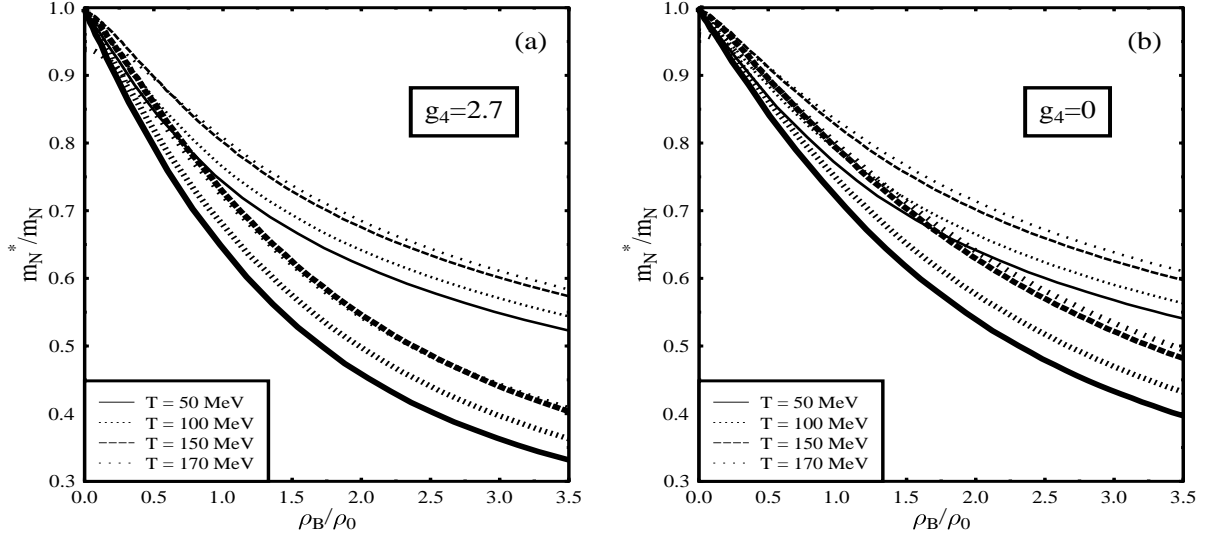 (a)
g₄=2.7
m_N^*/m_N
1.0
0.9
0.8
0.7
0.6
0.5
0.4
0.3
T = 50 MeV
T = 100 MeV
T = 150 MeV
T = 170 MeV
0.0 0.5 1.0 1.5 2.0 2.5 3.0 3.5
ρ_B/ρ_0
(b)
g₄=0
m_N^*/m_N
1.0
0.9
0.8
0.7
0.6
0.5
0.4
0.3
T = 50 MeV
T = 100 MeV
T = 150 MeV
T = 170 MeV
0.0 0.5 1.0 1.5 2.0 2.5 3.0 3.5
ρ_B/ρ_0